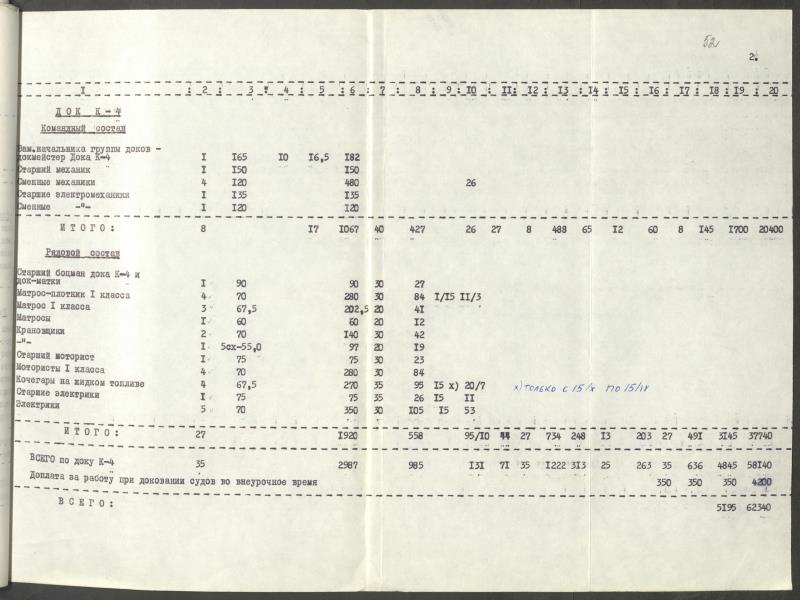 52
2.
I : 2 : 3 : 4 : 5 : 6 : 7 : 8 : 9 : I0 : II : I2 : I3 : I4 : I5 : I6 : I7 : I8 : I9 : 20
ДОК К-4
Командный состав
Зам.начальника группы доков -
докмейстер Дока К-4 I I65 I0 I6,5 I82
Старший механик I I50 I50
Сменные механики 4 I20 480 26
Старшие электромеханики I I35 I35
Сменные -"- I I20 I20
ИТОГО: 8 I7 I067 40 427 26 27 8 488 65 I2 60 8 I45 I700 20400
Рядовой состав
Старший боцман дока К-4 и
док-матки I 90 90 30 27
Матрос-плотник I класса 4 70 280 30 84 I/I5 II/3
Матрос I класса 3 67,5 202,5 20 4I
Матросы I 60 60 20 I2
Крановщики 2 70 I40 30 42
-"- I 5сх-55,0 97 20 I9
Старший моторист I 75 75 30 23
Мотористы I класса 4 70 280 30 84
Кочегары на жидком топливе 4 67,5 270 35 95 I5 х) 20/7 х) только с 15/х по 15/IV
Старшие электрики I 75 75 35 26 I5 II
Электрики 5 70 350 30 I05 I5 53
ИТОГО: 27 I920 558 95/I0 44 27 734 248 I3 203 27 49I 3I45 37740
ВСЕГО по доку К-4 35 2987 985 I3I 7I 35 I222 3I3 25 263 35 636 4845 58I40
Доплата за работу при доковании судов во внеурочное время 350 350 350 4200
ВСЕГО: 5I95 62340